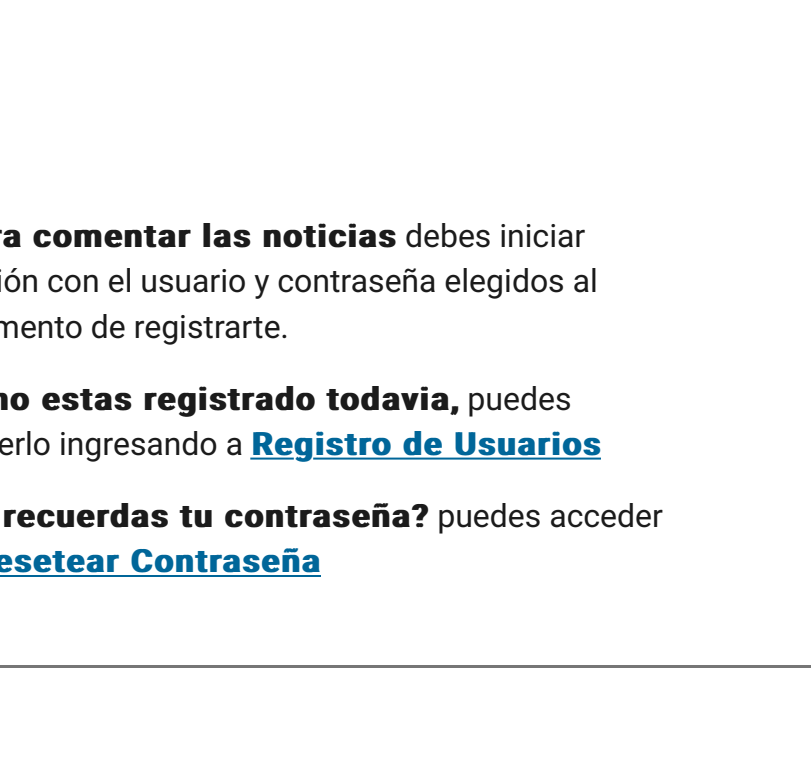 ra comentar las noticias debes iniciar
ión con el usuario y contraseña elegidos al
mento de registrarte.
no estas registrado todavia, puedes
erlo ingresando a Registro de Usuarios
recuerdas tu contraseña? puedes acceder
esetear Contraseña